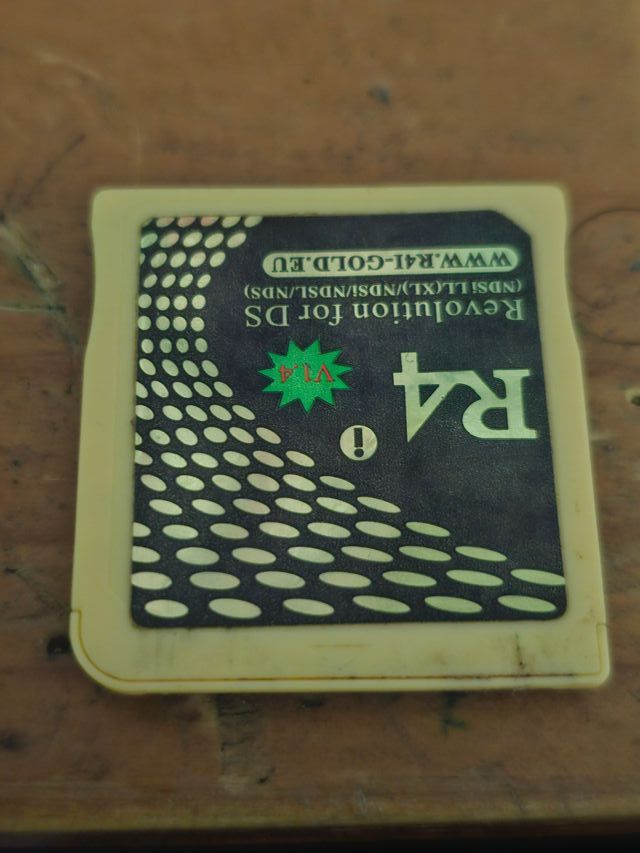 R4
!
V1.4
Revolution for DS
(NDSi LL(XL)/NDSi/NDSL/NDS)
WWW.R4I-GOLD.EU